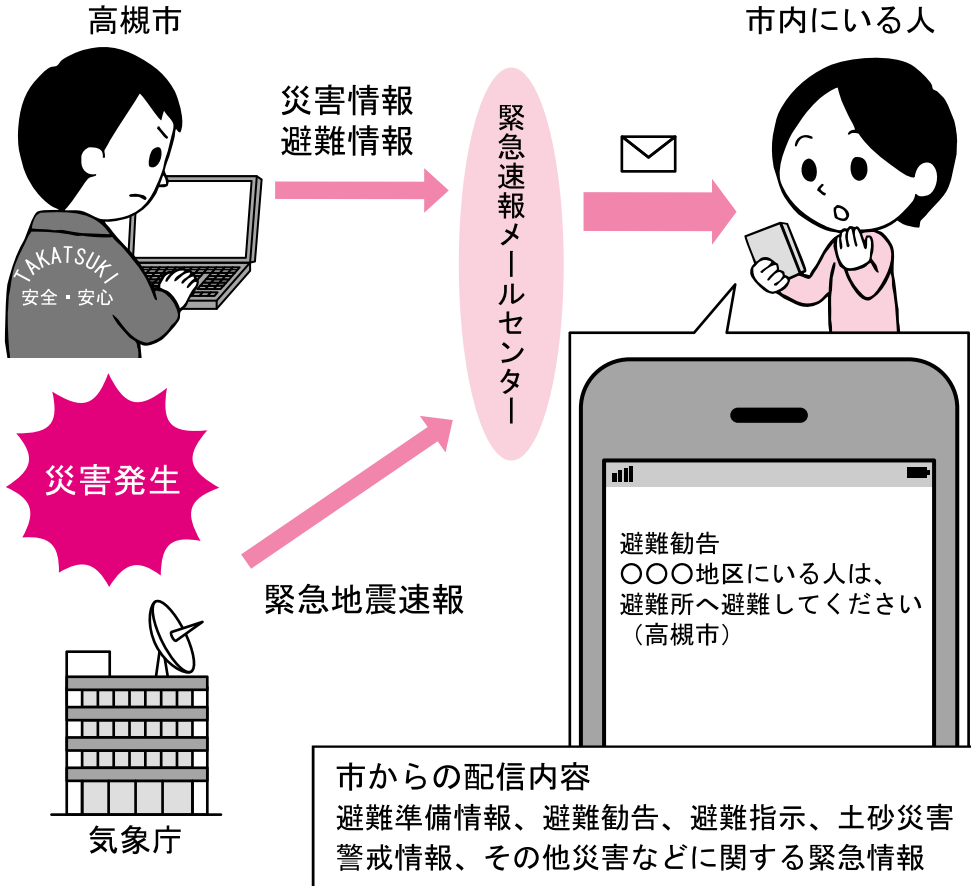 高槻市
市内にいる人
災害情報
避難情報
緊急速報メールセンター
TAKATSUKI
安全・安心
災害発生
緊急地震速報
気象庁
避難勧告
〇〇〇地区にいる人は、
避難所へ避難してください
（高槻市）
市からの配信内容
避難準備情報、避難勧告、避難指示、土砂災害
警戒情報、その他災害などに関する緊急情報